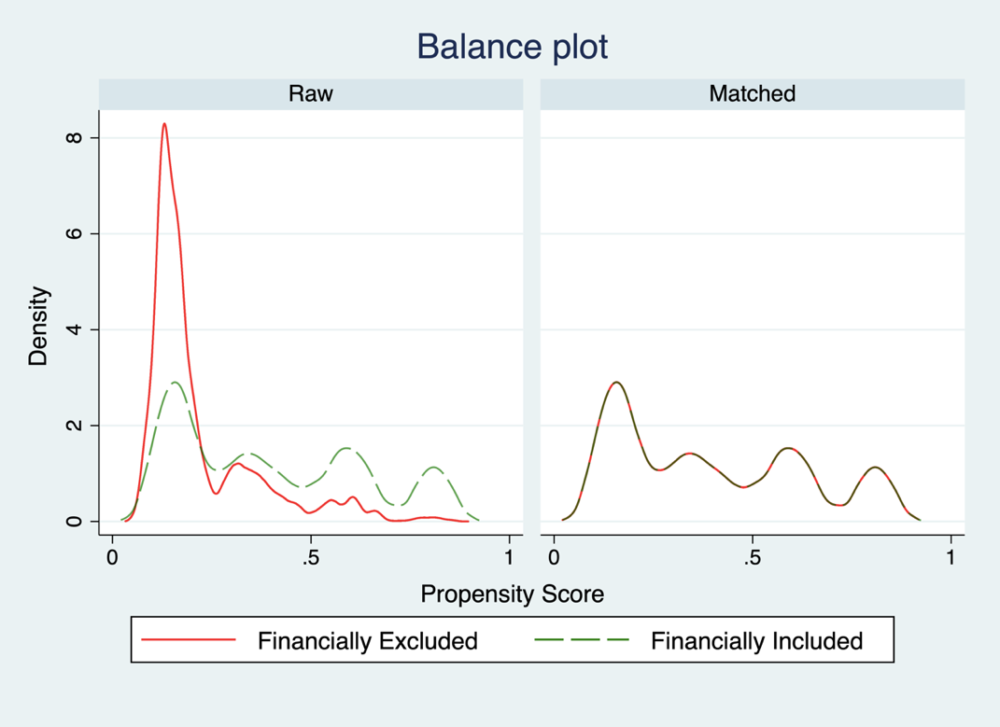 Balance plot
Raw
Matched
Density
8
6
4
2
0
0 .5 1
0 .5 1
Propensity Score
Financially Excluded
Financially Included